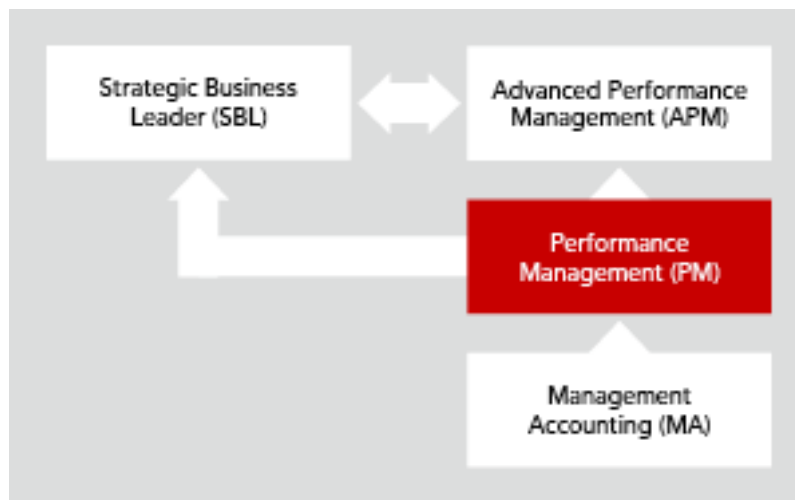 Strategic Business
Leader (SBL)
Advanced Performance
Management (APM)
Performance
Management (PM)
Management
Accounting (MA)